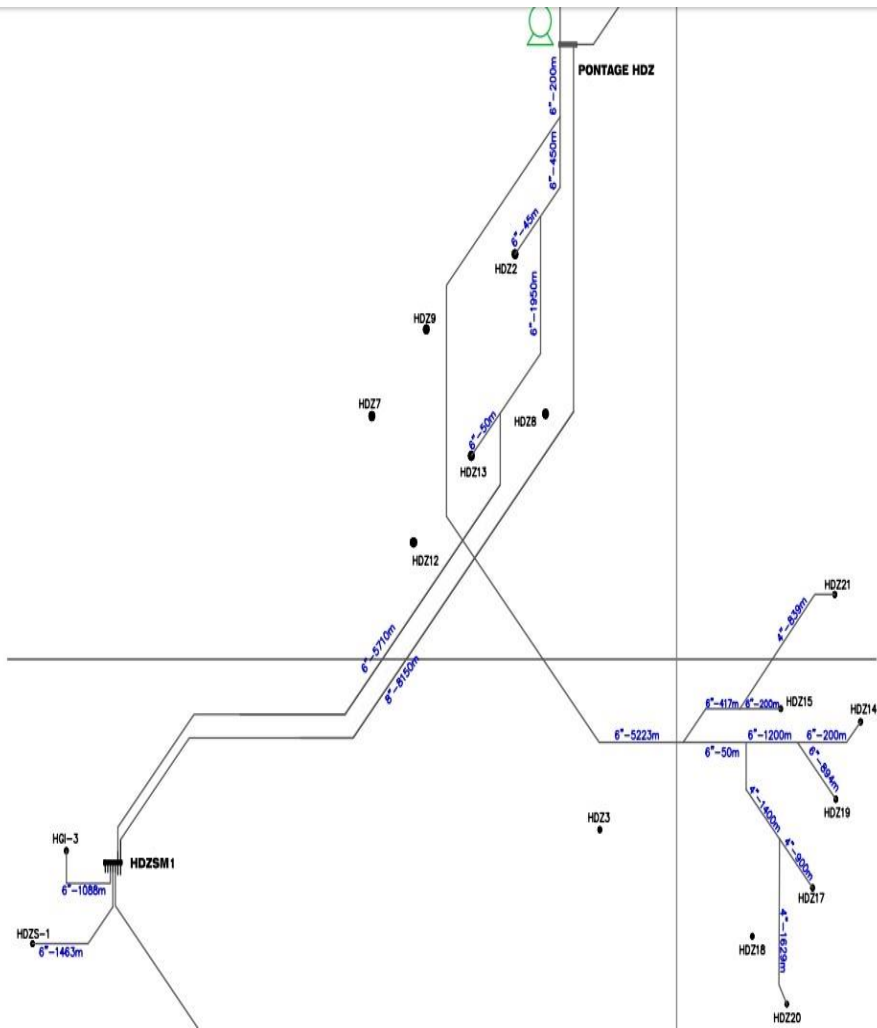 PONTAGE HDZ
6"-200m
6"-450m
6"-45m
HDZ2
6"-1950m
HDZ9
HDZ7
HDZ8
6"-50m
HDZ13
HDZ12
HDZ21
4"-839m
6"-5710m
8"-8150m
6"-417m
6"-200m
HDZ15
HDZ14
6"-5223m
6"-50m
6"-1200m
6"-200m
6"-894m
HDZ19
4"-1400m
HDZ3
HGI-3
HDZSM1
6"-1088m
4"-900m
HDZ17
HDZS-1
6"-1463m
HDZ18
4"-1629m
HDZ20